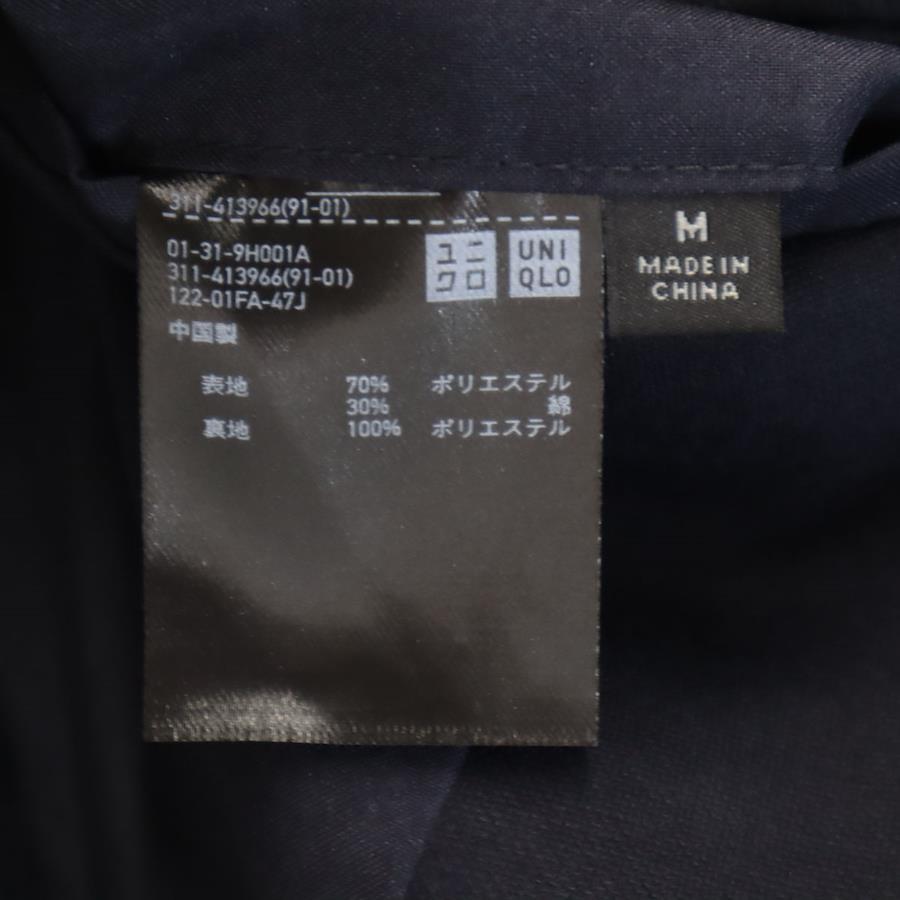 311-413966(91-01)
01-31-9H001A
311-413966(91-01)
122-01FA-47J
中国製
ユニ
クロ
UNI
QLO
M
MADE IN
CHINA
表地 70% ポリエステル
30% 綿
裏地 100% ポリエステル